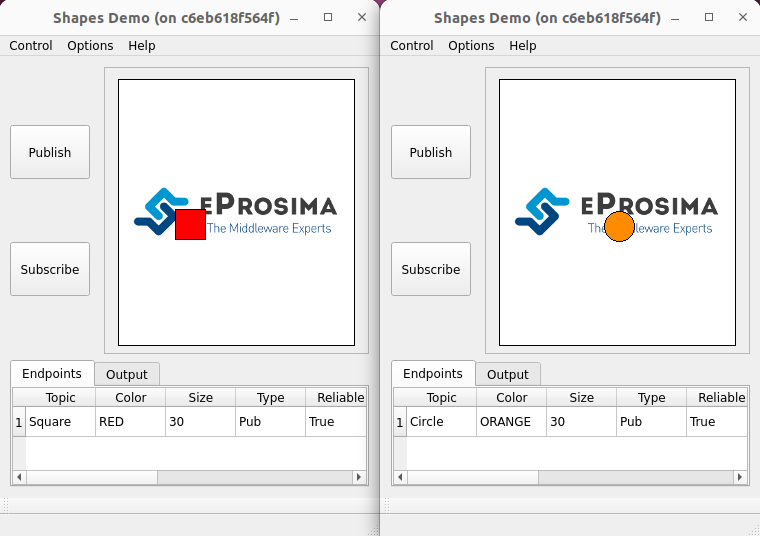 Shapes Demo (on c6eb618f564f)
Control Options Help
Publish
Subscribe
EPROSIMA
The Middleware Experts
Endpoints Output
Topic Color Size Type Reliable
1 Square RED 30 Pub True
Shapes Demo (on c6eb618f564f)
Control Options Help
Publish
Subscribe
EPROSIMA
The leware Experts
Endpoints Output
Topic Color Size Type Reliable
1 Circle ORANGE 30 Pub True